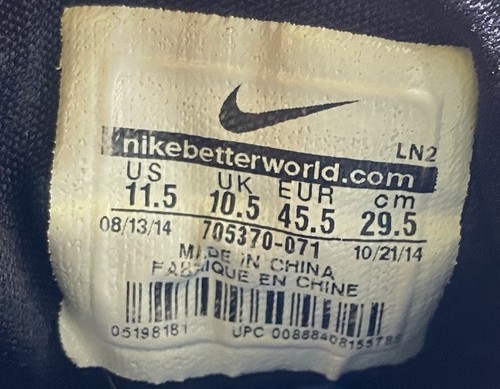 LN2
nikebetterworld.com
US UK EUR cm
11.5 10.5 45.5 29.5
08/13/14 705370-071 10/21/14
MADE IN CHINA
FABRIQUE EN CHINE
05198181 UPC